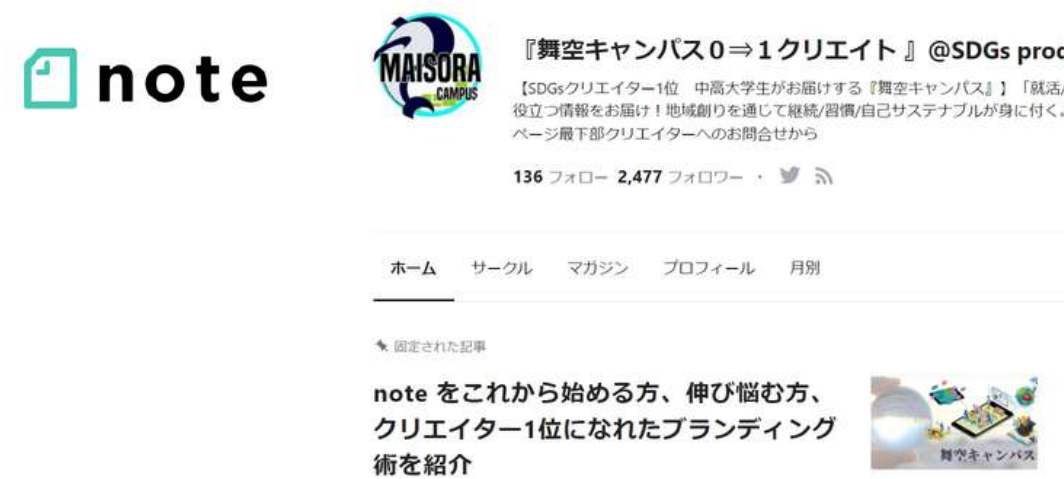 note
MAISORA
CAMPUS
『舞空キャンパス0⇒1クリエイト 』@SDGs prod
【SDGsクリエイター1位 中高大学生がお届けする『舞空キャンパス』】「就活/
役立つ情報をお届け！地域創りを通じて継続/習慣/自己サステナブルが身に付く。
ページ最下部クリエイターへのお問合せから
136 フォロー 2,477 フォロワー ・
ホーム サークル マガジン プロフィール 月別
固定された記事
note をこれから始める方、伸び悩む方、
クリエイター1位になれたブランディング
術を紹介
舞空キャンパス